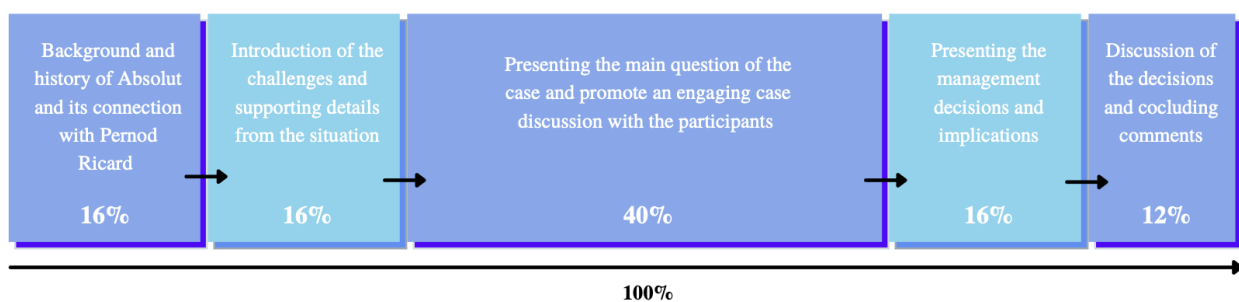 Background and
history of Absolut
and its connection
with Pernod
Ricard
16%
Introduction of the
challenges and
supporting details
from the situation
16%
Presenting the main question of the
case and promote an engaging case
discussion with the participants
40%
Presenting the
management
decisions and
implications
16%
Discussion of
the decisions
and cocluding
comments
12%
100%